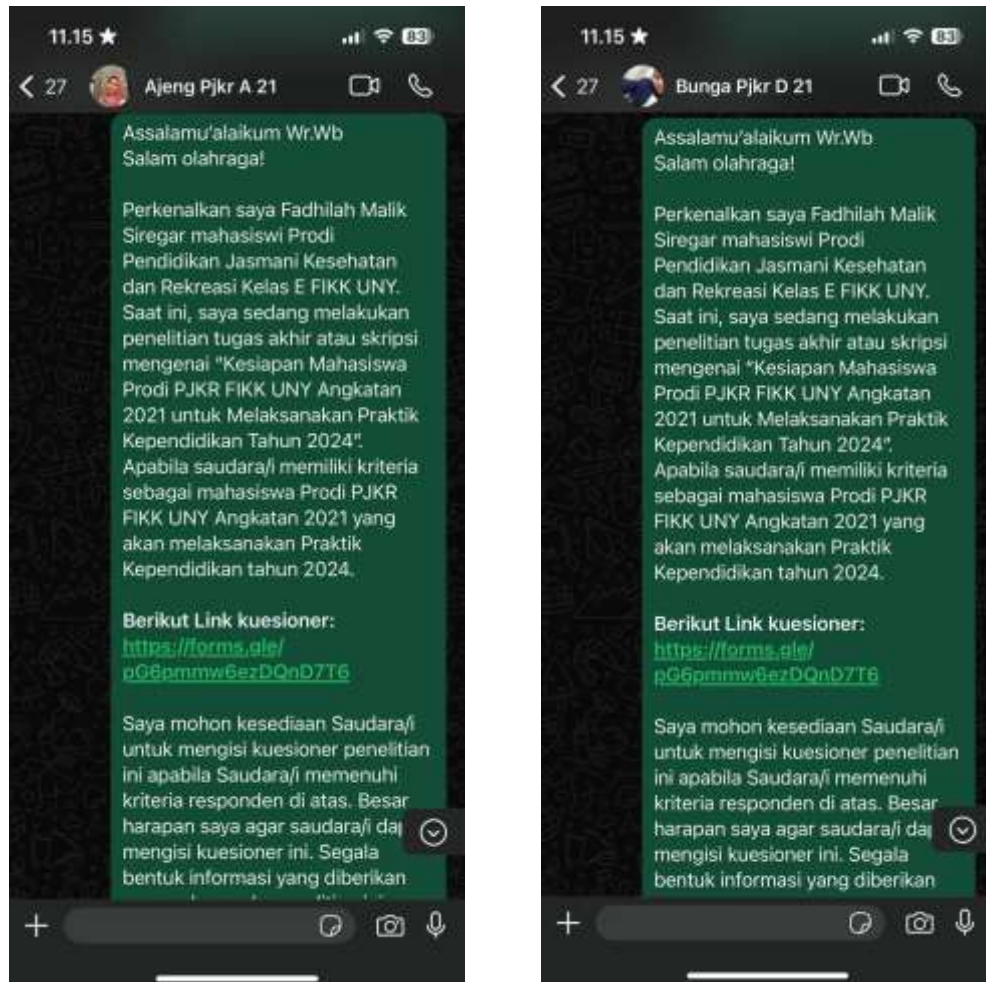 11.15
83
27
Ajeng Pjkr A 21
Assalamu'alaikum Wr.Wb
Salam olahraga!
Perkenalkan saya Fadhilah Malik
Siregar mahasiswi Prodi
Pendidikan Jasmani Kesehatan
dan Rekreasi Kelas E FIKK UNY.
Saat ini, saya sedang melakukan
penelitian tugas akhir atau skripsi
mengenai "Kesiapan Mahasiswa
Prodi PJKR FIKK UNY Angkatan
2021 untuk Melaksanakan Praktik
Kependidikan Tahun 2024".
Apabila saudara/i memiliki kriteria
sebagai mahasiswa Prodi PJKR
FIKK UNY Angkatan 2021 yang
akan melaksanakan Praktik
Kependidikan tahun 2024.
Berikut Link kuesioner:
https://forms.gle/
pG6pmmw6ezDQnD7T6
Saya mohon kesediaan Saudara/i
untuk mengisi kuesioner penelitian
ini apabila Saudara/i memenuhi
kriteria responden di atas. Besar
harapan saya agar saudara/i
mengisi kuesioner ini. Segala
bentuk informasi yang diberikan
11.15
83
27
Bunga Pjkr D 21
Assalamu'alaikum Wr.Wb
Salam olahraga!
Perkenalkan saya Fadhilah Malik
Siregar mahasiswi Prodi
Pendidikan Jasmani Kesehatan
dan Rekreasi Kelas E FIKK UNY.
Saat ini, saya sedang melakukan
penelitian tugas akhir atau skripsi
mengenai "Kesiapan Mahasiswa
Prodi PJKR FIKK UNY Angkatan
2021 untuk Melaksanakan Praktik
Kependidikan Tahun 2024".
Apabila saudara/i memiliki kriteria
sebagai mahasiswa Prodi PJKR
FIKK UNY Angkatan 2021 yang
akan melaksanakan Praktik
Kependidikan tahun 2024.
Berikut Link kuesioner:
https://forms.gle/
pG6pmmw6ezDQnD7T6
Saya mohon kesediaan Saudara/i
untuk mengisi kuesioner penelitian
ini apabila Saudara/i memenuhi
kriteria responden di atas. Besar
harapan saya agar saudara/i
mengisi kuesioner ini. Segala
bentuk informasi yang diberikan